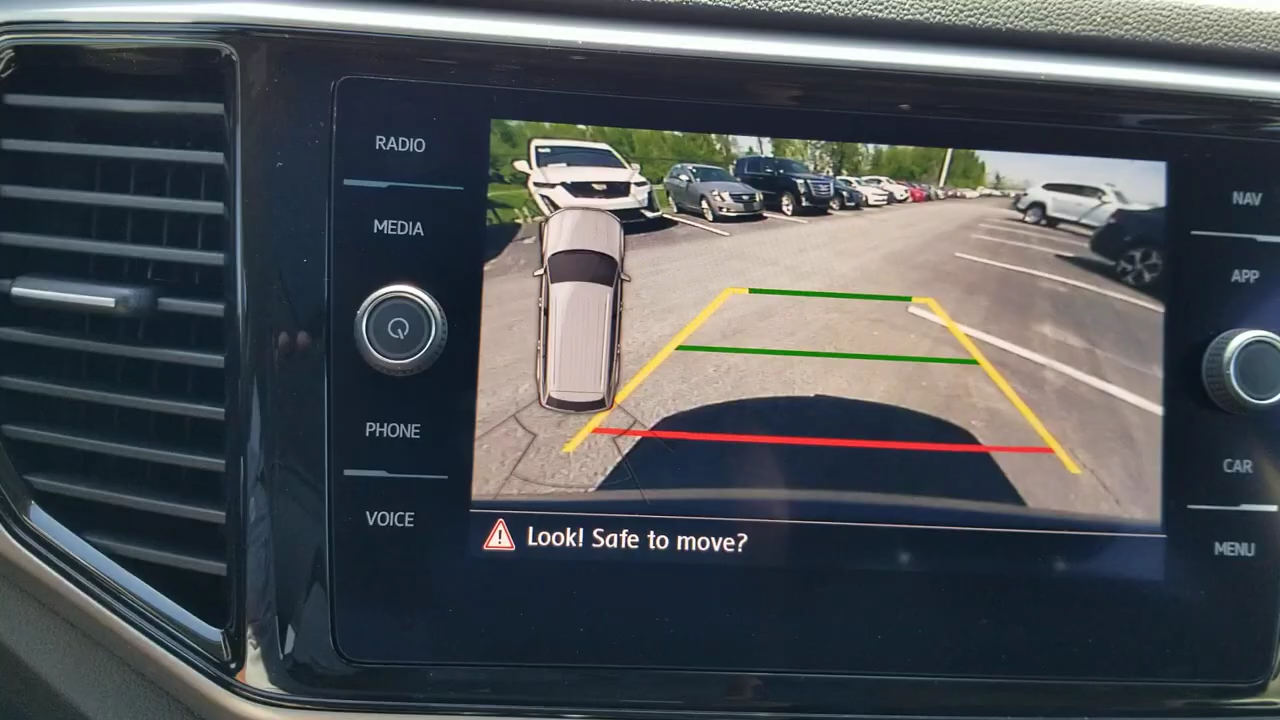 RADIO
MEDIA
PHONE
VOICE
Look! Safe to move?
NAV
APP
CAR
MENU